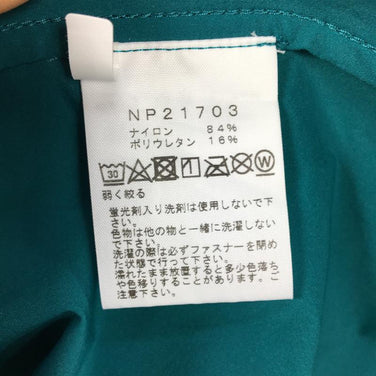 NP21703
ナイロン 84%
ポリウレタン 16%
30 W
弱く絞る
蛍光剤入り洗剤は使用しないで下さい。
色物は他の物と一緒に洗濯しないで下さい。
洗濯の際は必ずファスナーを閉めた状態で行って下さい。
濡れたまま放置すると多少色落ちや色移りすることがあります。ご注意下さい。